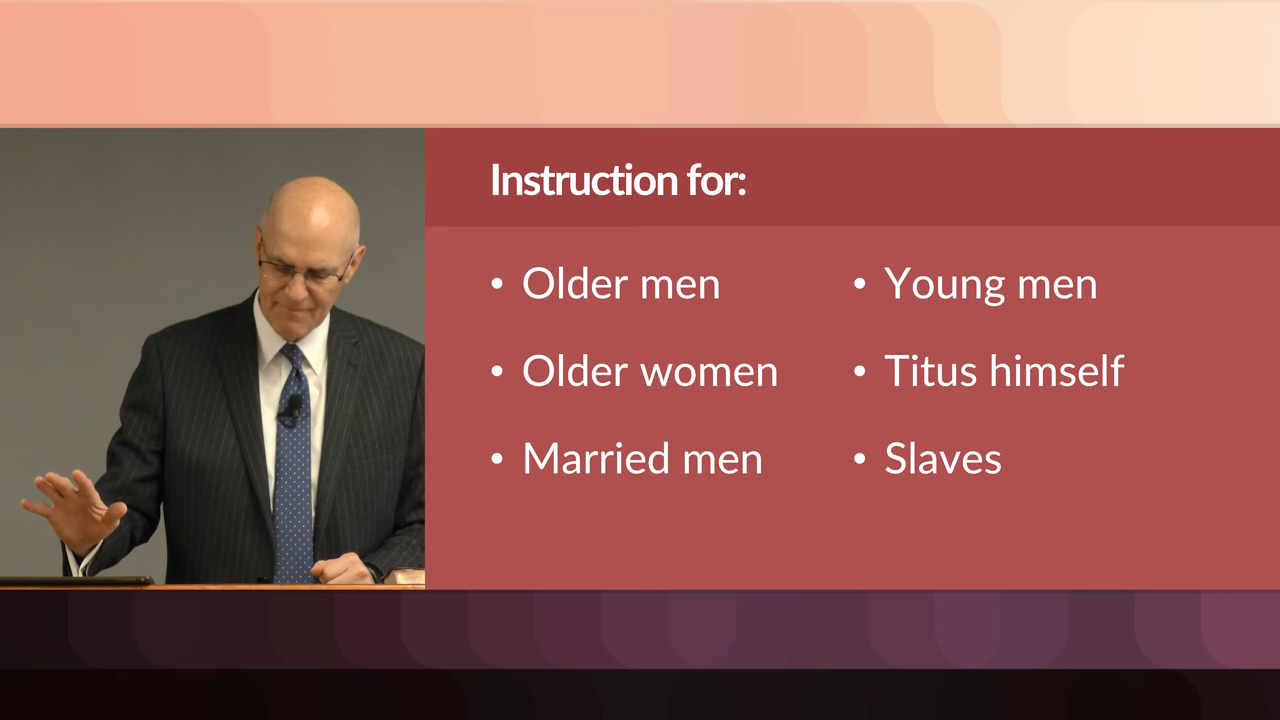 Instruction for:
• Older men
• Older women
• Married men
• Young men
• Titus himself
• Slaves